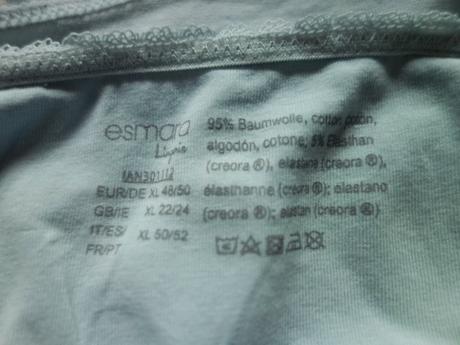 esmara
Lingerie
EUR/DE XL 48/50
GB/IE XL 22/24
IT/ES/ XL 50/52
FR/PT
95% Baumwolle, cotton, coton,
algodón, cotone; 5% Elasthan
(creora ®), elastane (creora ®),
élasthanne (creora ®); elastano
(creora ®); elastan (creora ®)